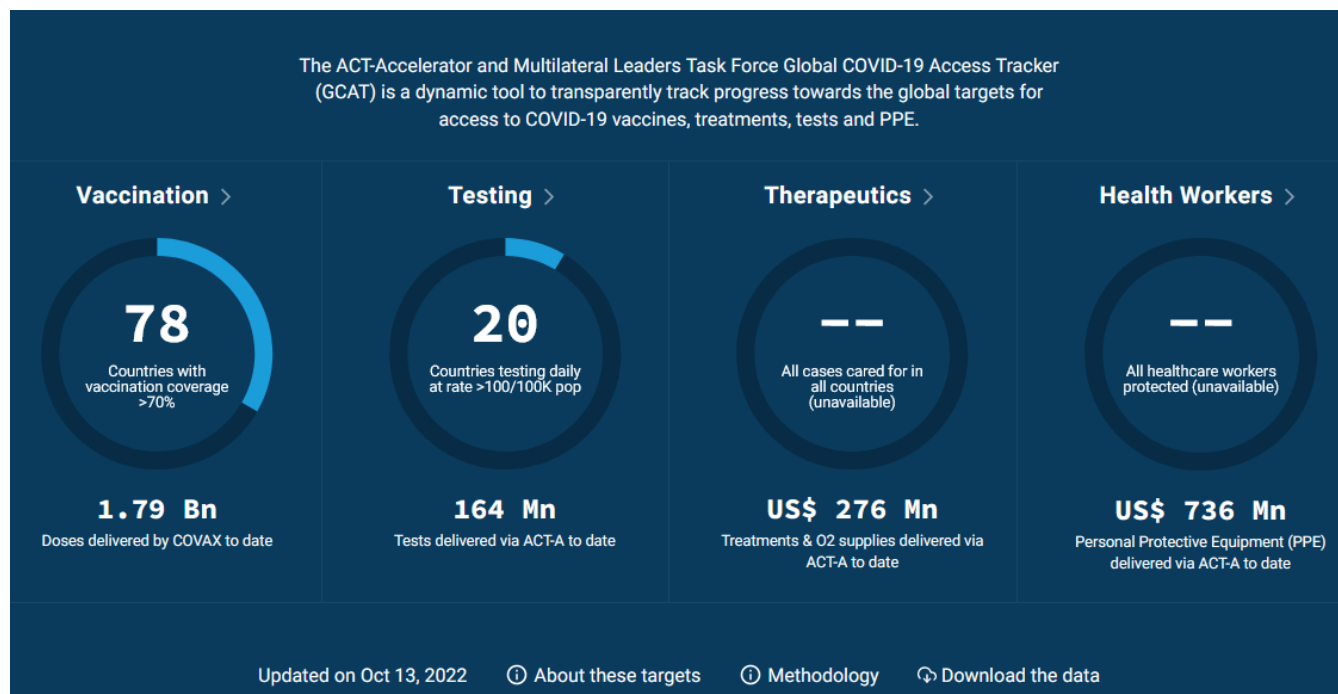 The ACT-Accelerator and Multilateral Leaders Task Force Global COVID-19 Access Tracker
(GCAT) is a dynamic tool to transparently track progress towards the global targets for
access to COVID-19 vaccines, treatments, tests and PPE.
Vaccination >
78
Countries with
vaccination coverage
>70%
1.79 Bn
Doses delivered by COVAX to date
Testing >
20
Countries testing daily
at rate >100/100K pop
164 Mn
Tests delivered via ACT-A to date
Therapeutics >
--
All cases cared for in
all countries
(unavailable)
US$ 276 Mn
Treatments & O2 supplies delivered via
ACT-A to date
Health Workers >
--
All healthcare workers
protected (unavailable)
US$ 736 Mn
Personal Protective Equipment (PPE)
delivered via ACT-A to date
Updated on Oct 13, 2022 About these targets Methodology Download the data